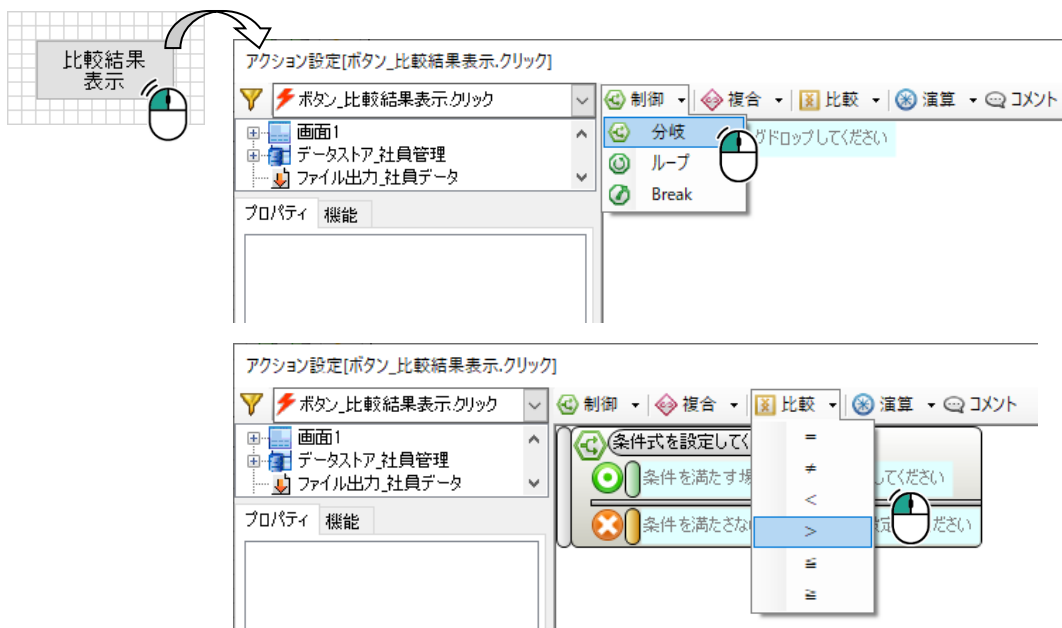 比較結果
表示
アクション設定[ボタン_比較結果表示.クリック]
ボタン_比較結果表示.クリック
制御 複合 比較 演算 コメント
画面1
データストア_社員管理
ファイル出力_社員データ
分岐
グドロップしてください
ループ
Break
プロパティ 機能
アクション設定[ボタン_比較結果表示.クリック]
ボタン_比較結果表示.クリック
制御 複合 比較 演算 コメント
画面1
データストア_社員管理
ファイル出力_社員データ
条件式を設定してく
条件を満たす場
してください
条件を満たさな
ださい
=
≠
<
>
≦
≧
プロパティ 機能